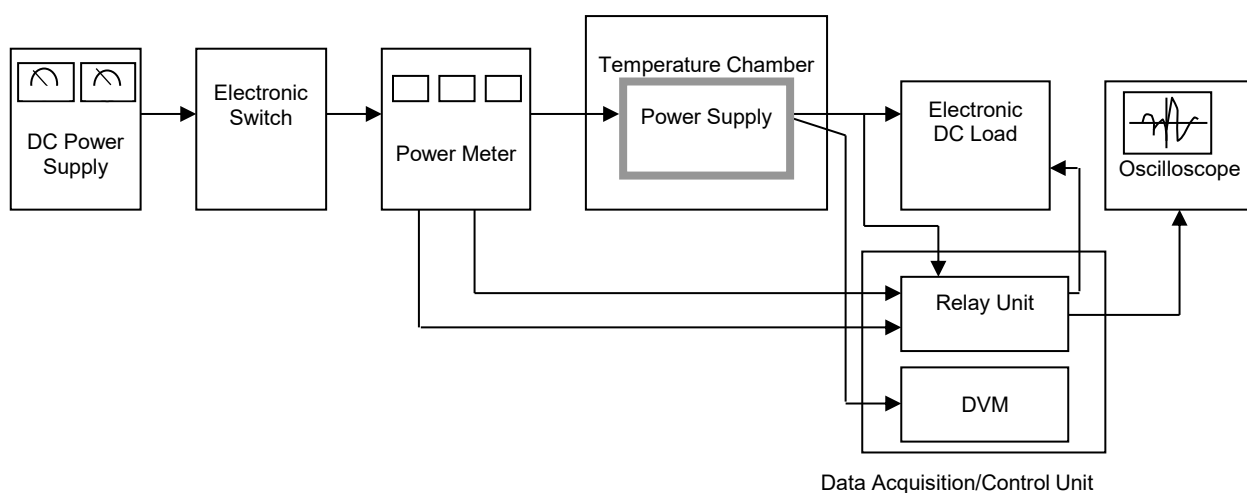 DC Power
Supply
Electronic
Switch
Power Meter
Temperature Chamber
Power Supply
Electronic
DC Load
Oscilloscope
Relay Unit
DVM
Data Acquisition/Control Unit